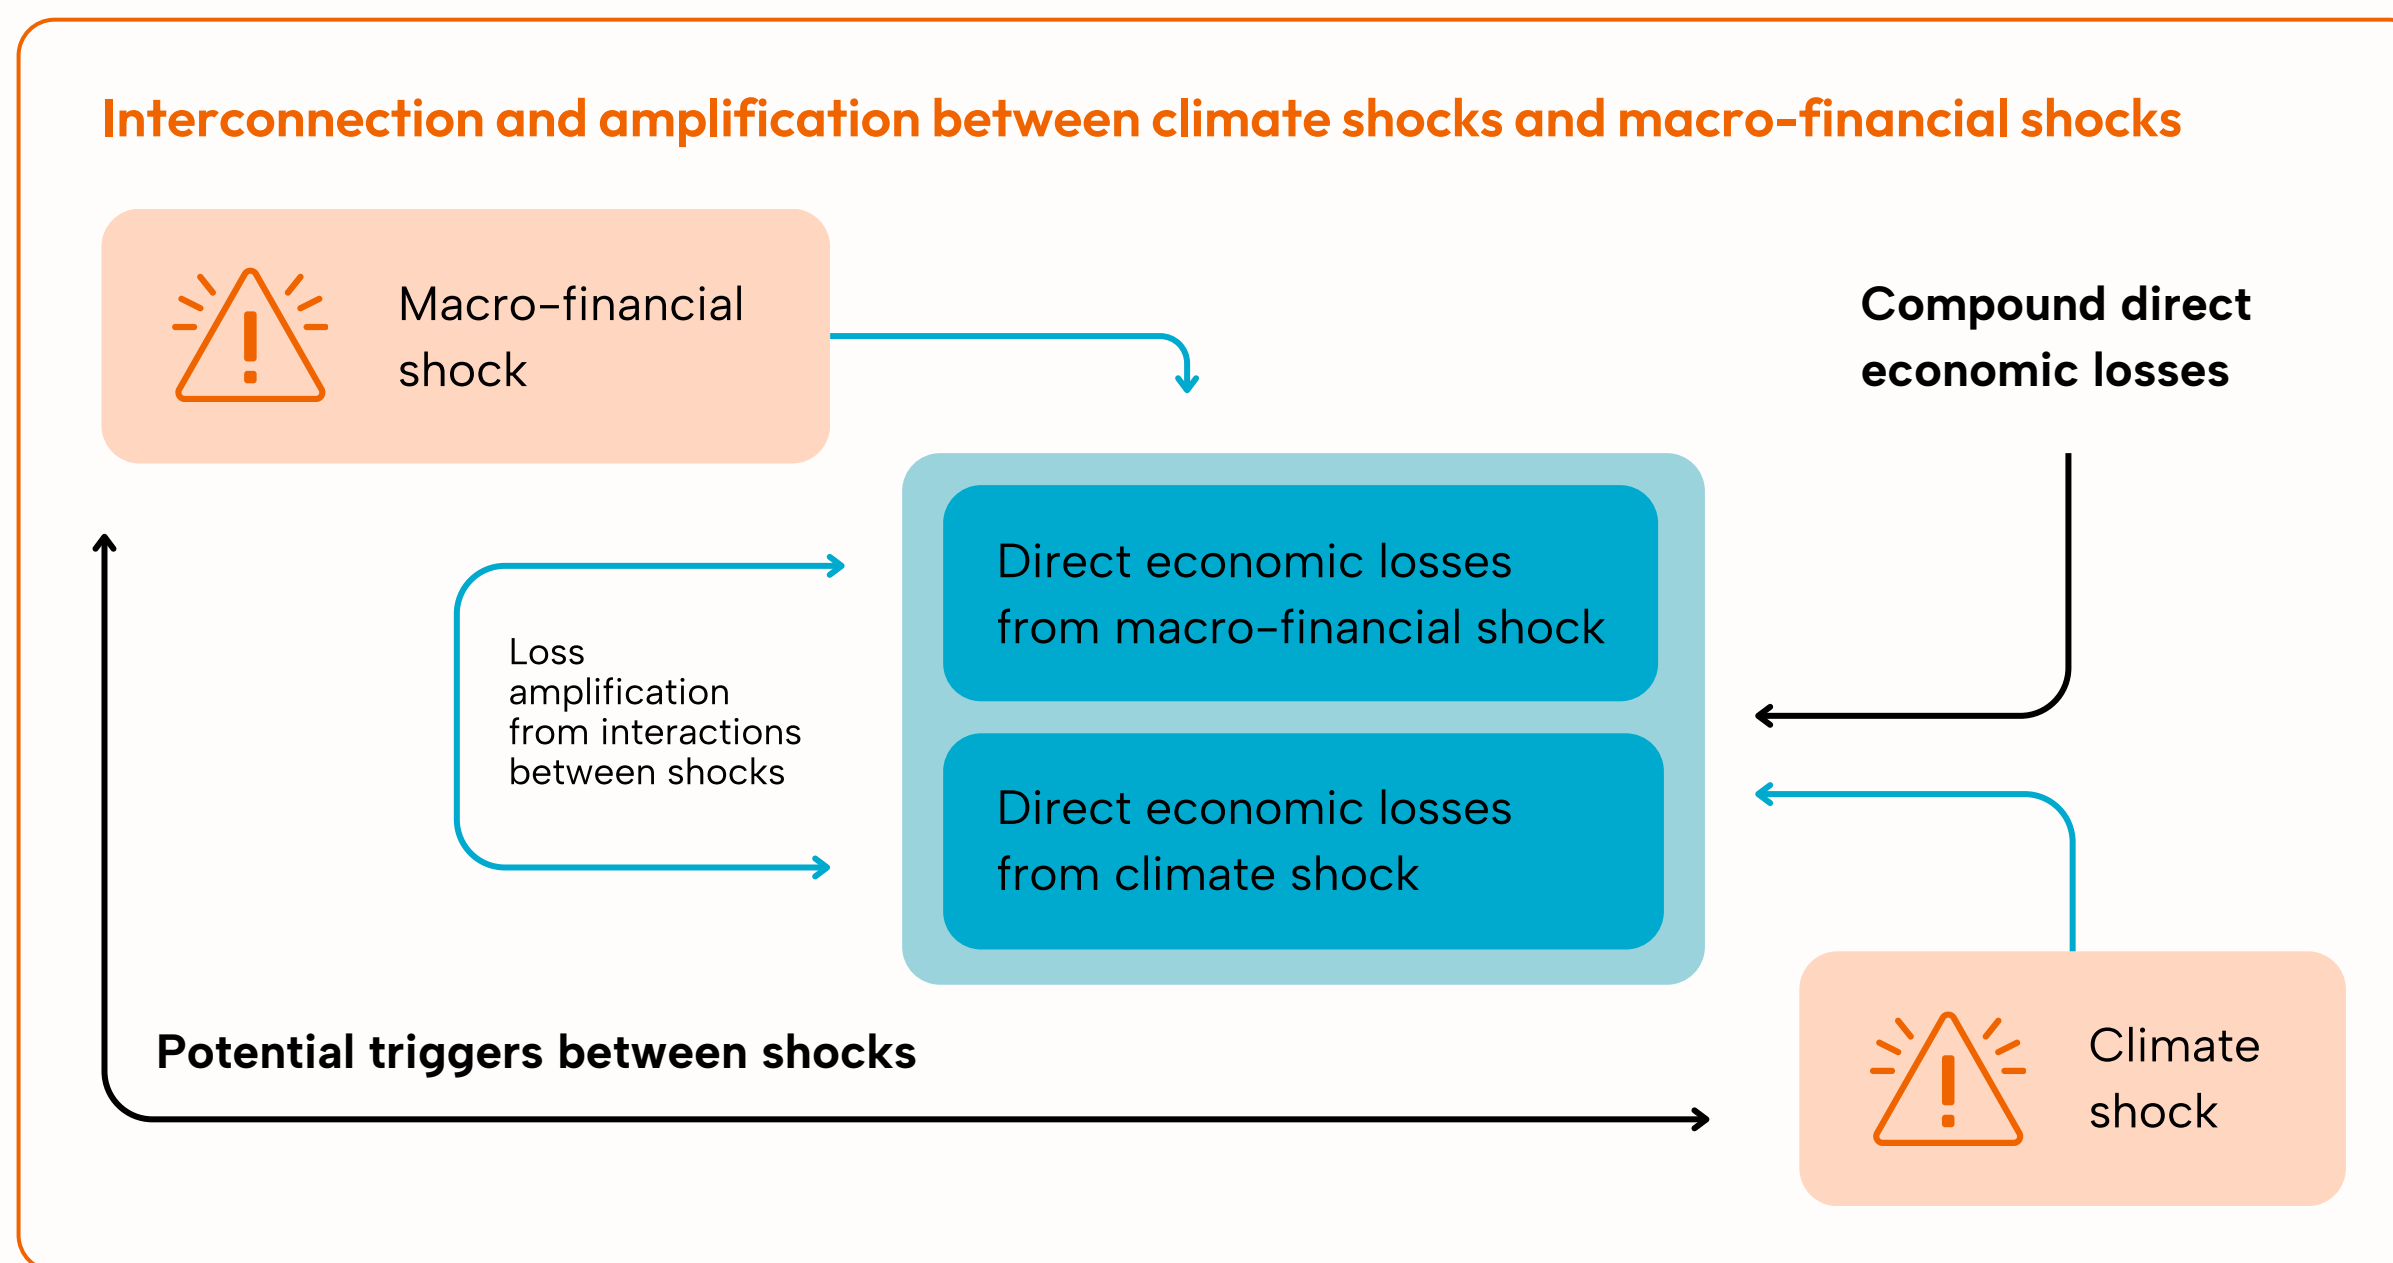 Interconnection and amplification between climate shocks and macro-financial shocks
Macro-financial
shock
Compound direct
economic losses
Direct economic losses
from macro-financial shock
Loss
amplification
from interactions
between shocks
Direct economic losses
from climate shock
Potential triggers between shocks
Climate
shock